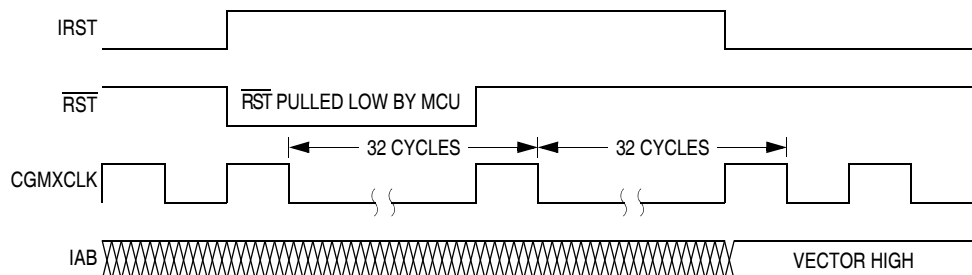 IRST
RST
RST PULLED LOW BY MCU
32 CYCLES
32 CYCLES
CGMXCLK
IAB
VECTOR HIGH